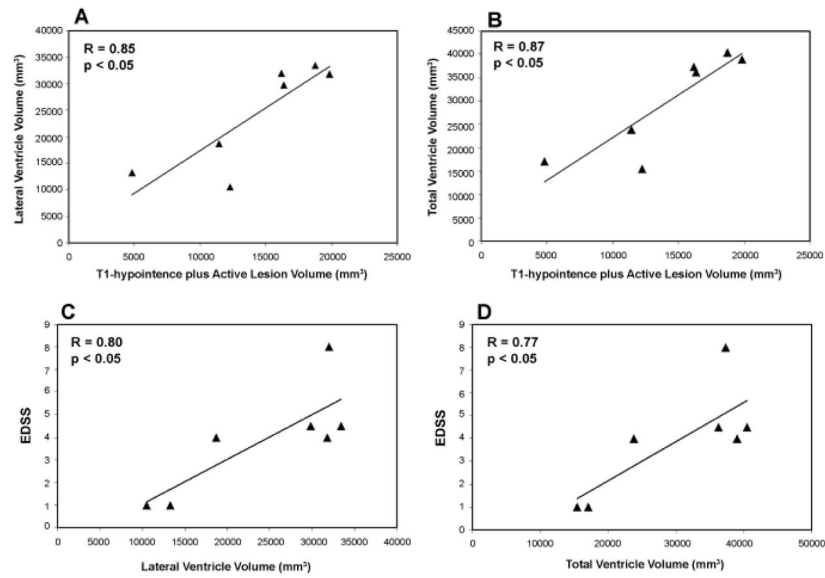 A
R = 0.85
p < 0.05
Lateral Ventricle Volume (mm³)
40000
35000
30000
25000
20000
15000
10000
5000
0
0 5000 10000 15000 20000 25000
T1-hypointence plus Active Lesion Volume (mm³)
B
R = 0.87
p < 0.05
Total Ventricle Volume (mm³)
45000
40000
35000
30000
25000
20000
15000
10000
5000
0
0 5000 10000 15000 20000 25000
T1-hypointence plus Active Lesion Volume (mm³)
C
R = 0.80
p < 0.05
EDSS
9
8
7
6
5
4
3
2
1
0
0 5000 10000 15000 20000 25000 30000 35000 40000
Lateral Ventricle Volume (mm³)
D
R = 0.77
p < 0.05
EDSS
9
8
7
6
5
4
3
2
1
0
0 10000 20000 30000 40000 50000
Total Ventricle Volume (mm³)